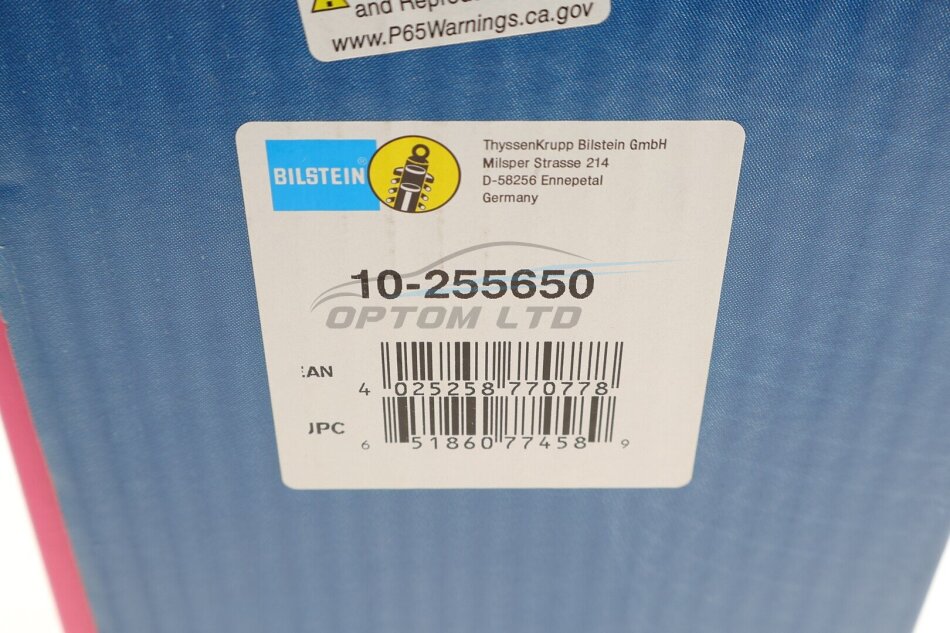 and Reproductive
www.P65Warnings.ca.gov
BILSTEIN®
ThyssenKrupp Bilstein GmbH
Milsper Strasse 214
D-58256 Ennepetal
Germany
10-255650
OPTOM LTD
EAN
4 025258 770778
UPC
6 51860 77458 9